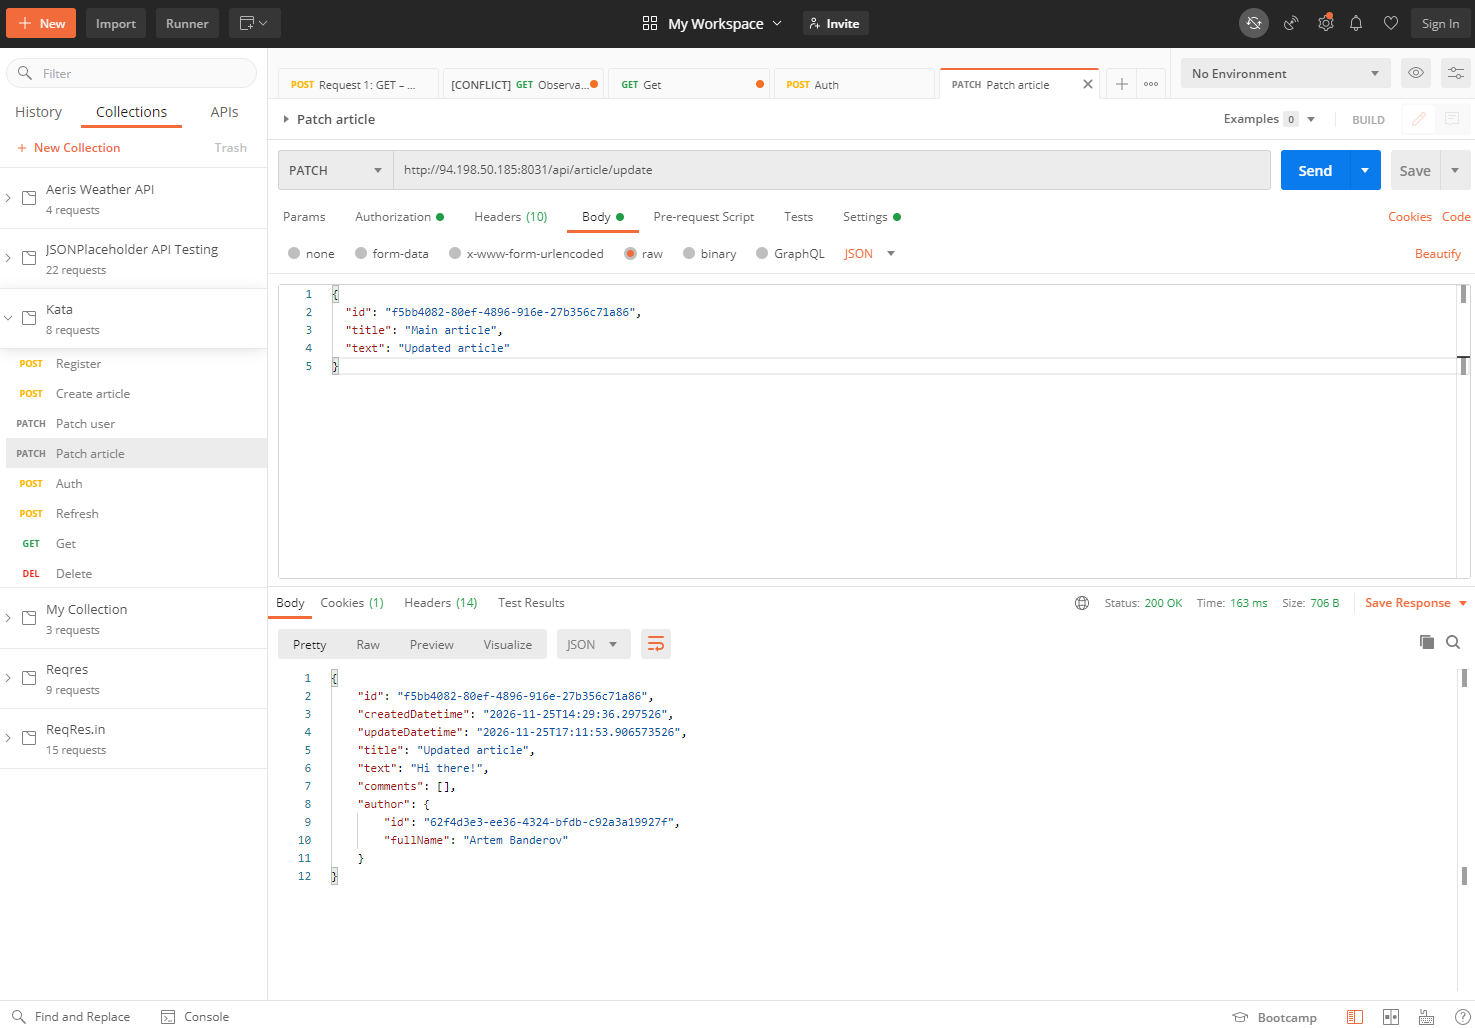 New
Import
Runner
My Workspace
Invite
Sign In
Filter
History
Collections
APIs
New Collection
Trash
Aeris Weather API
4 requests
JSONPlaceholder API Testing
22 requests
Kata
8 requests
POST Register
POST Create article
PATCH Patch user
PATCH Patch article
POST Auth
POST Refresh
GET Get
DEL Delete
My Collection
3 requests
Reqres
9 requests
ReqRes.in
15 requests
POST Request 1: GET – ...
[CONFLICT] GET Observa...
GET Get
POST Auth
PATCH Patch article
No Environment
Patch article
Examples 0
BUILD
PATCH
http://94.198.50.185:8031/api/article/update
Send
Save
Params
Authorization
Headers (10)
Body
Pre-request Script
Tests
Settings
Cookies
Code
none
form-data
x-www-form-urlencoded
raw
binary
GraphQL
JSON
Beautify
1 {
2 "id": "f5bb4082-80ef-4896-916e-27b356c71a86",
3 "title": "Main article",
4 "text": "Updated article"
5 }
Body
Cookies (1)
Headers (14)
Test Results
Status: 200 OK
Time: 163 ms
Size: 706 B
Save Response
Pretty
Raw
Preview
Visualize
JSON
1 {
2 "id": "f5bb4082-80ef-4896-916e-27b356c71a86",
3 "createdDatetime": "2026-11-25T14:29:36.297526",
4 "updateDatetime": "2026-11-25T17:11:53.906573526",
5 "title": "Updated article",
6 "text": "Hi there!",
7 "comments": [],
8 "author": {
9 "id": "62f4d3e3-ee36-4324-bfdb-c92a3a19927f",
10 "fullName": "Artem Banderov"
11 }
12 }
Find and Replace
Console
Bootcamp